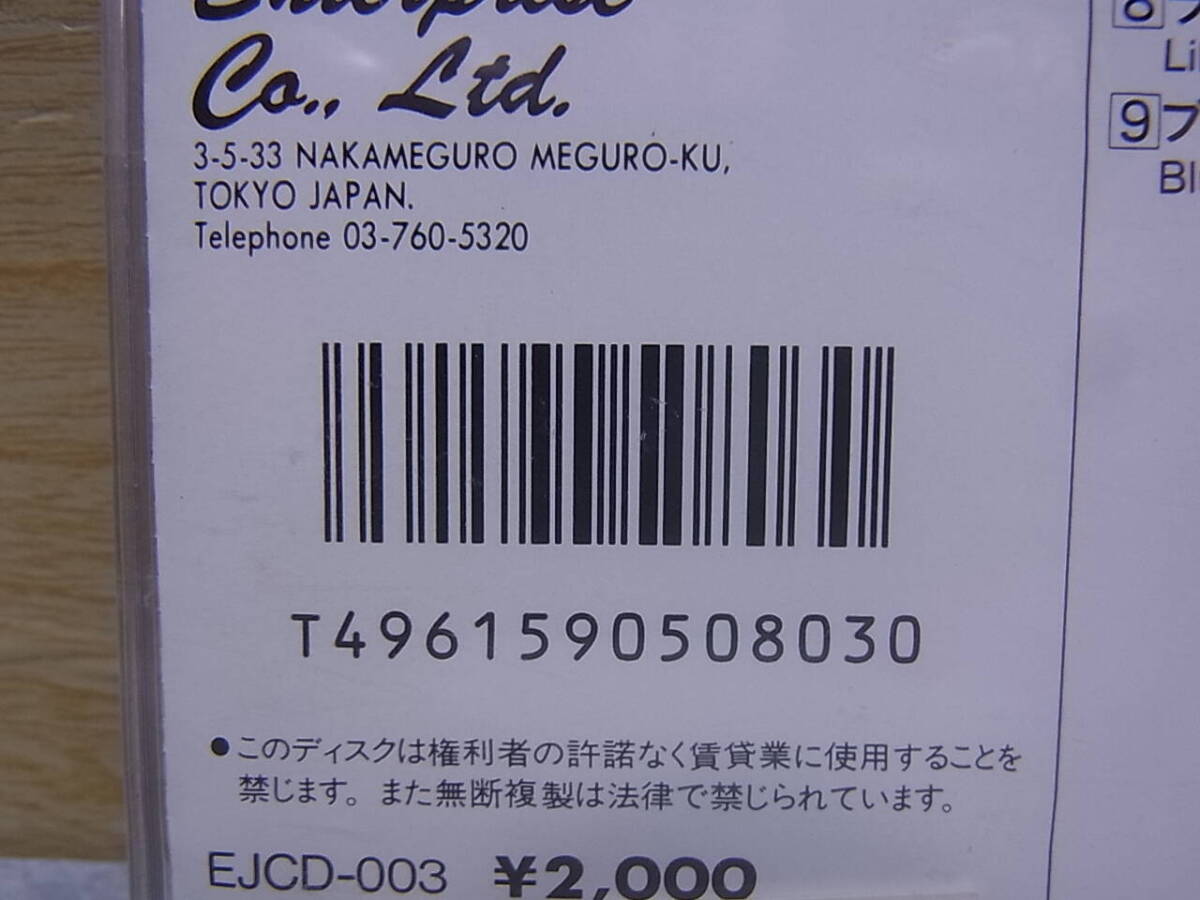 Enterprise
Co., Ltd.
3-5-33 NAKAMEGURO MEGURO-KU,
TOKYO JAPAN.
Telephone 03-760-5320
T4961590508030
●このディスクは権利者の許諾なく賃貸業に使用することを
禁じます。また無断複製は法律で禁じられています。
EJCD-003 ¥2,000
8
9